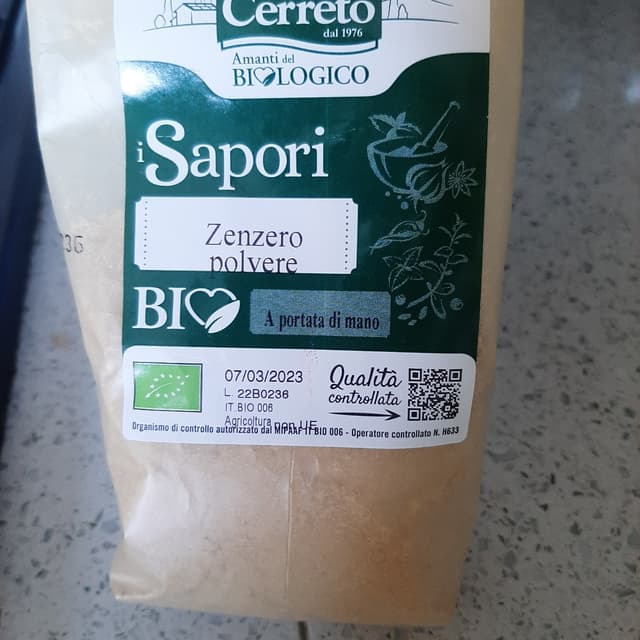 Cerreto
dal 1976
Amanti del
BIOLOGICO
i Sapori
Zenzero
polvere
BIO
A portata di mano
07/03/2023
L. 22B0236
IT BIO 006
Agricoltura non UE
Qualità
controllata
Organismo di controllo autorizzato dal MIPAAF IT BIO 006 - Operatore controllato N. H633
36